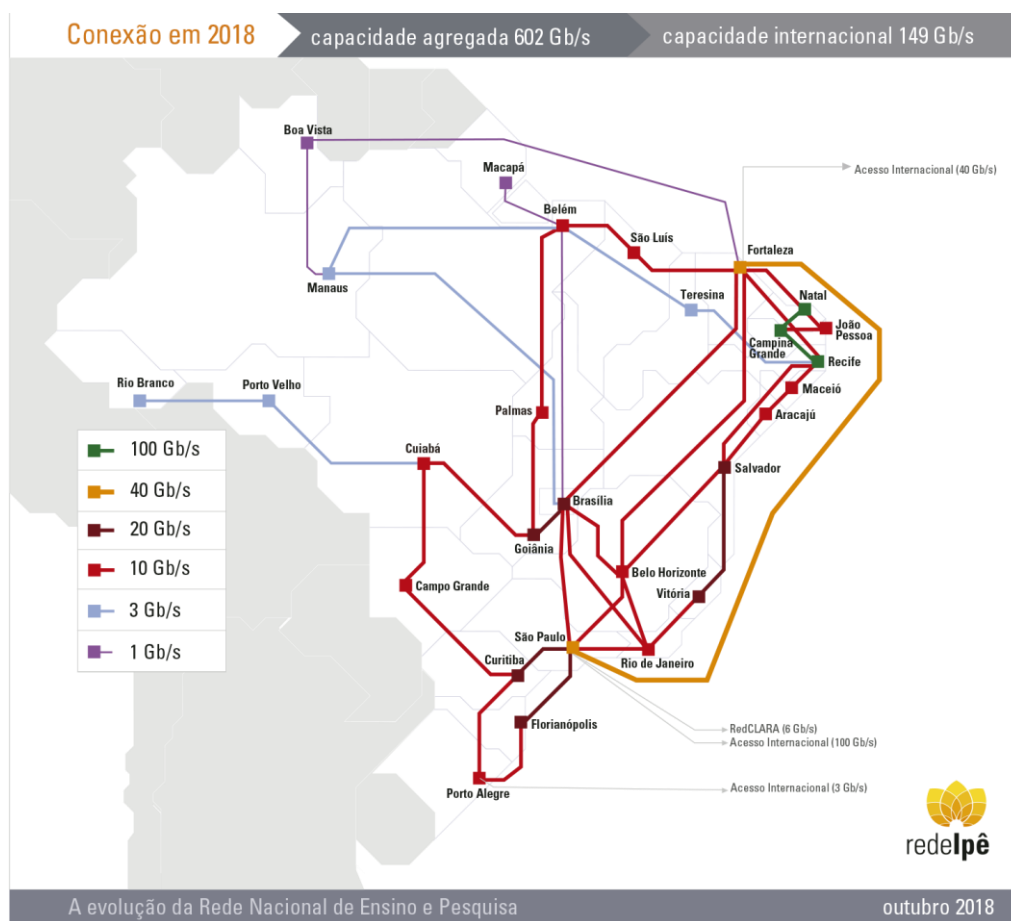 Conexão em 2018
capacidade agregada 602 Gb/s
capacidade internacional 149 Gb/s
Boa Vista
Macapá
Acesso Internacional (40 Gb/s)
Belém
São Luís
Fortaleza
Manaus
Teresina
Natal
João
Pessoa
Campina
Grande
Recife
Rio Branco
Porto Velho
Maceió
Palmas
Aracajú
Cuiabá
Salvador
100 Gb/s
40 Gb/s
20 Gb/s
10 Gb/s
3 Gb/s
1 Gb/s
Brasília
Goiânia
Campo Grande
Belo Horizonte
Vitória
São Paulo
Rio de Janeiro
Curitiba
Florianópolis
RedCLARA (6 Gb/s)
Acesso Internacional (100 Gb/s)
Porto Alegre
Acesso Internacional (3 Gb/s)
redeIpê
A evolução da Rede Nacional de Ensino e Pesquisa
outubro 2018